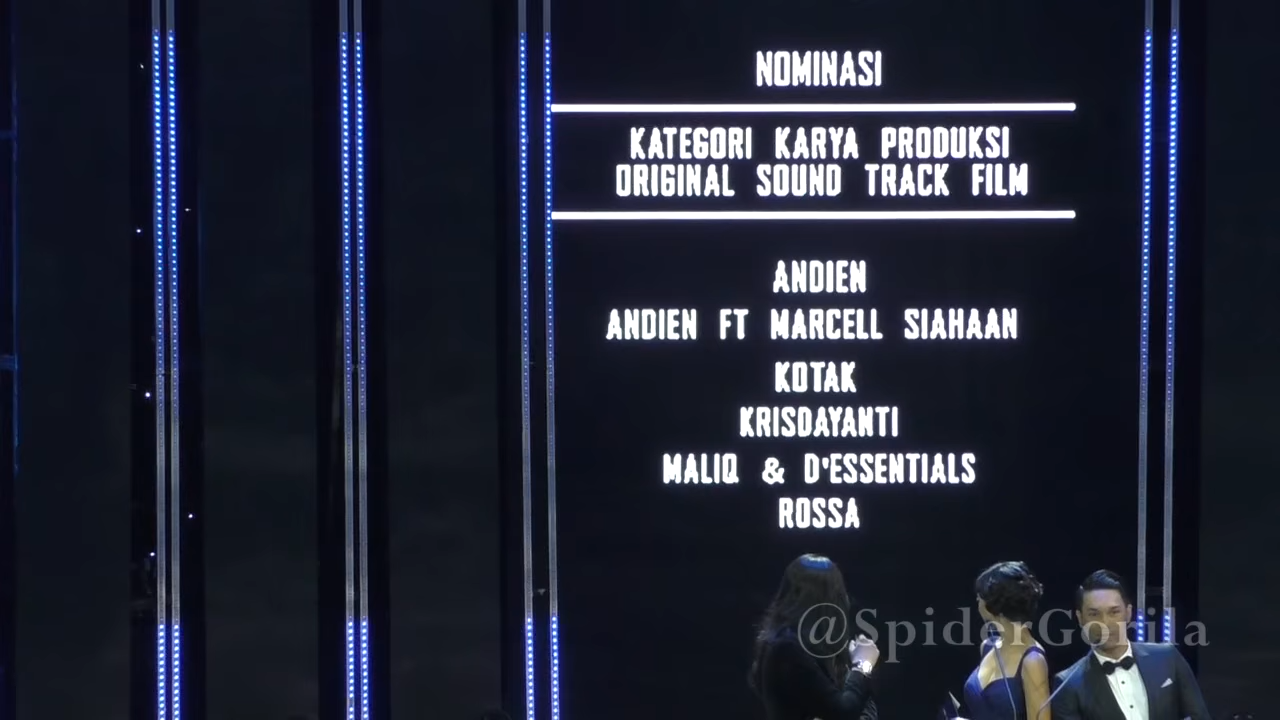 NOMINASI
KATEGORI KARYA PRODUKSI
ORIGINAL SOUND TRACK FILM
ANDIEN
ANDIEN FT MARCELL SIAHAAN
KOTAK
KRISDAYANTI
MALIQ & D'ESSENTIALS
ROSSA
@SpiderGorila